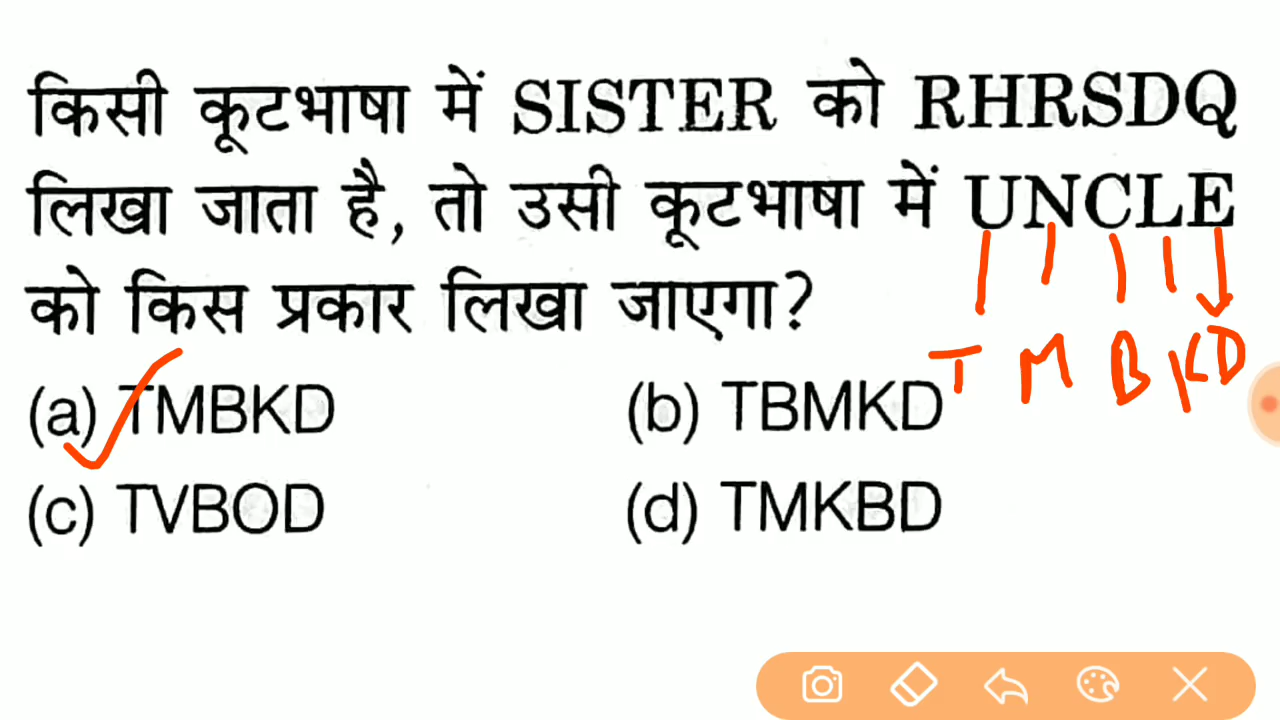 किसी कूटभाषा में SISTER को RHRSDQ
लिखा जाता है, तो उसी कूटभाषा में UNCLE
को किस प्रकार लिखा जाएगा?
T M B K D
(a) TMBKD (b) TBMKD
(c) TVBOD (d) TMKBD